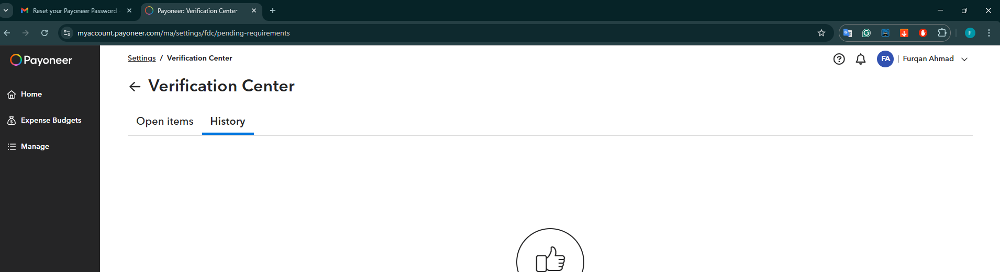 Reset your Payoneer Password
Payoneer: Verification Center
myaccount.payoneer.com/ma/settings/fdc/pending-requirements
F
Payoneer
Settings / Verification Center
FA | Furqan Ahmad
Verification Center
Home
Open items
History
Expense Budgets
Manage